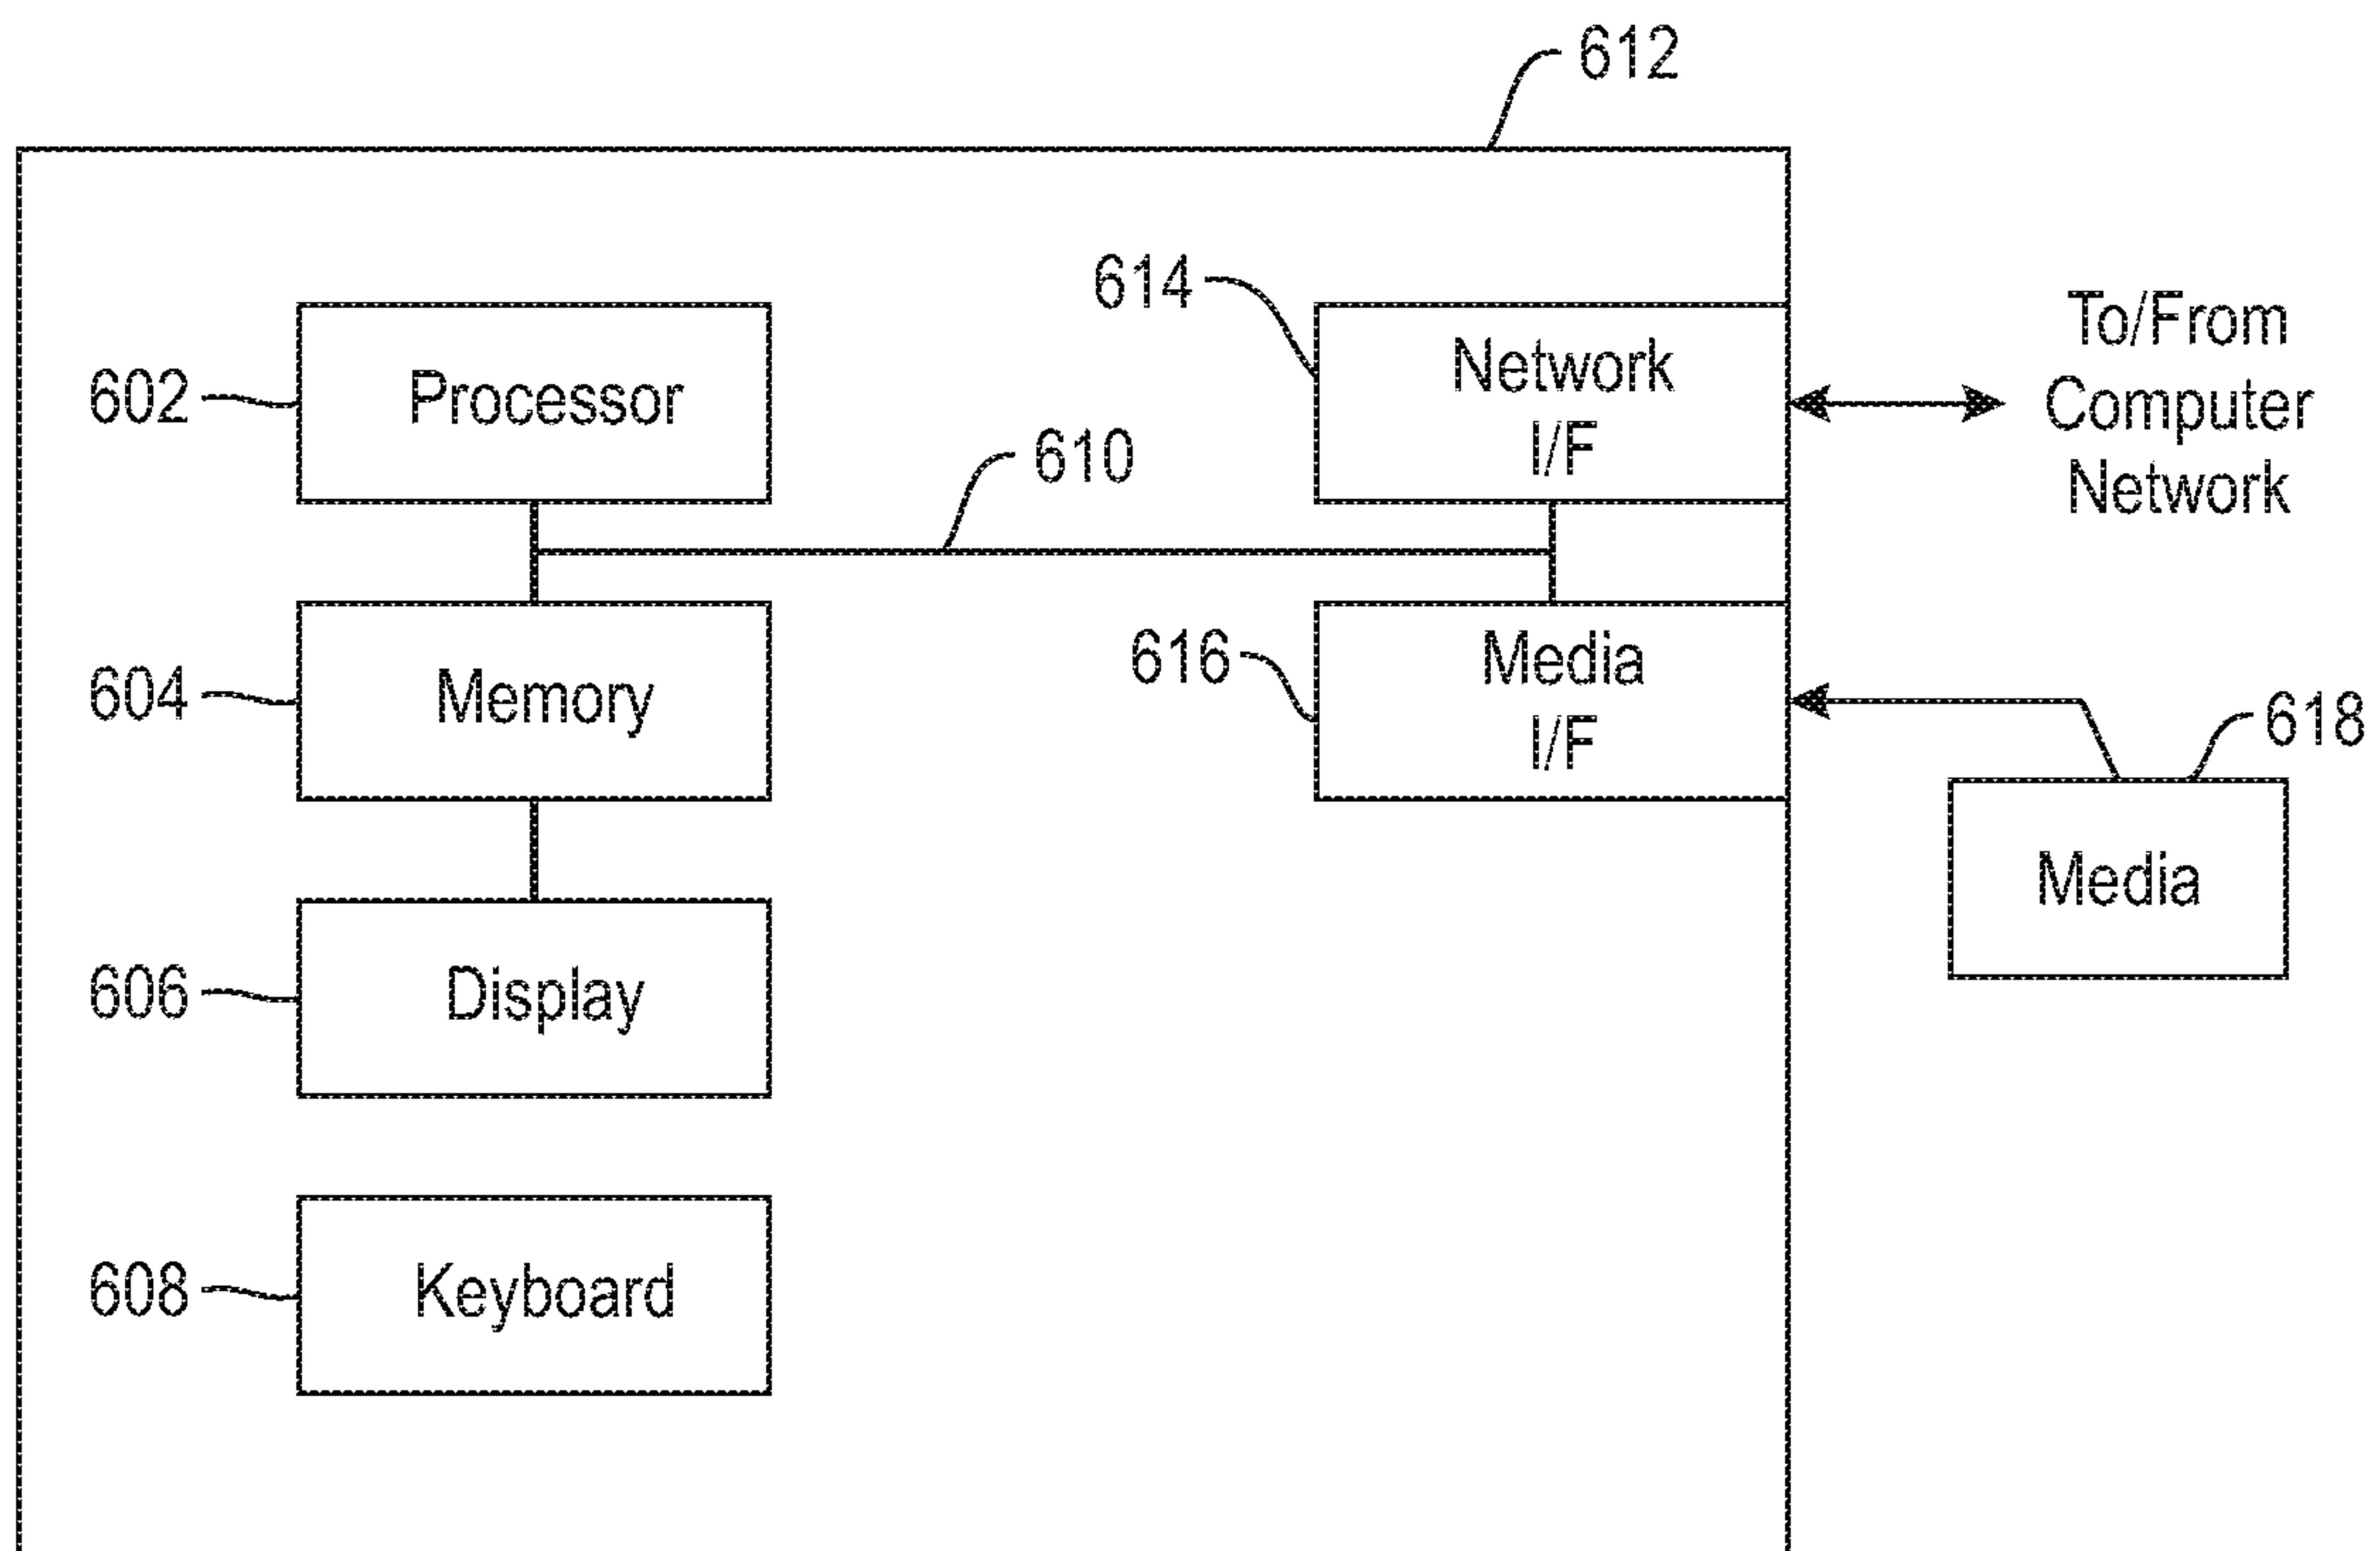 612
614
To/From
Network
602
Processor
Computer
I/F
610
Network
616
Media
604
Memory
618
I/F
Media
606
Display
608
Keyboard